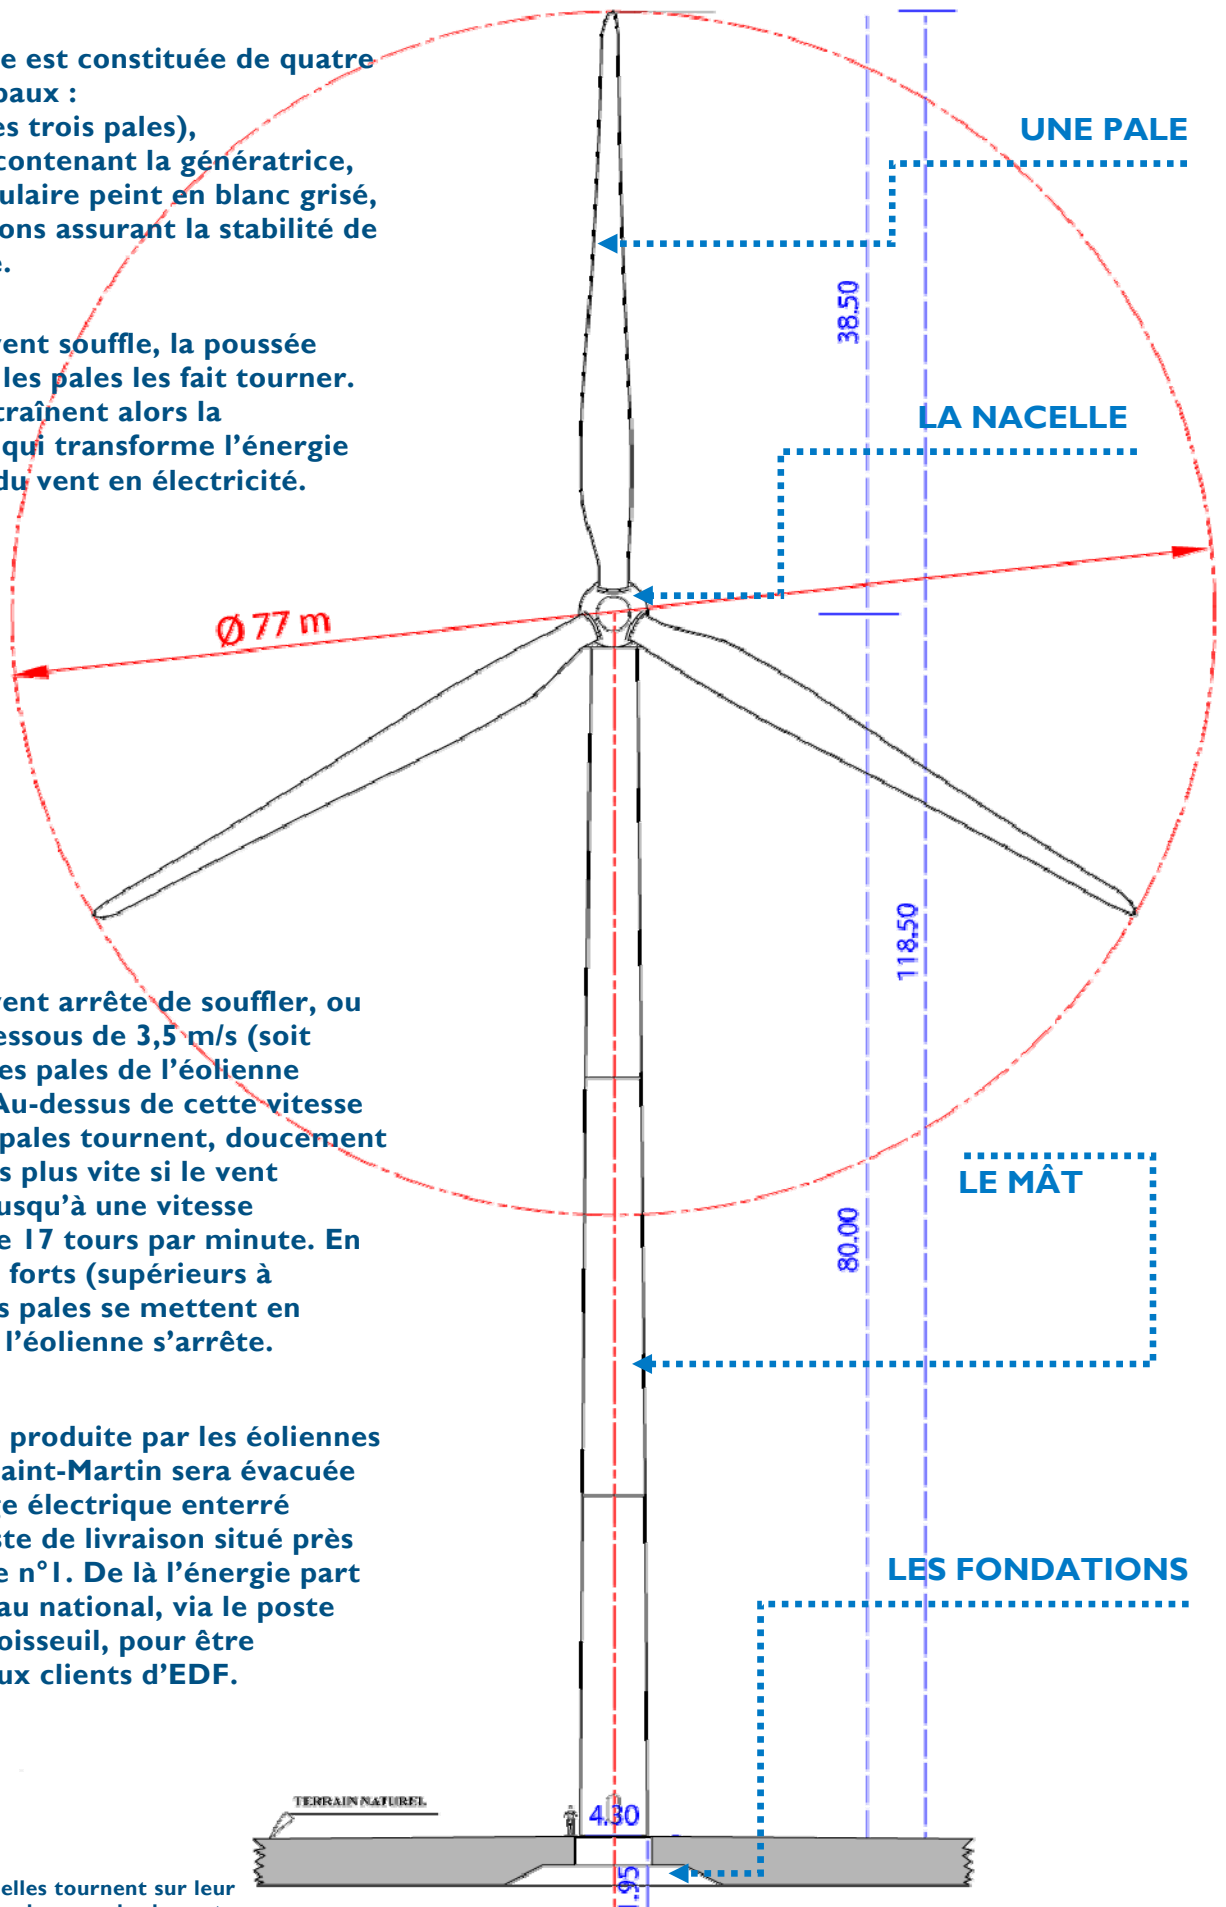 e est constituée de quatre
paux :
es trois pales),
contenant la génératrice,
ulaire peint en blanc grisé,
ons assurant la stabilité de
e.
vent souffle, la poussée
les pales les fait tourner.
traînent alors la
qui transforme l’énergie
du vent en électricité.
UNE PALE
38.50
LA NACELLE
Ø 77 m
118.50
vent arrête de souffler, ou
essous de 3,5 m/s (soit
es pales de l’éolienne
Au-dessus de cette vitesse
pales tournent, doucement
s plus vite si le vent
usqu’à une vitesse
e 17 tours par minute. En
forts (supérieurs à
s pales se mettent en
l’éolienne s’arrête.
LE MÂT
80.00
produite par les éoliennes
aint-Martin sera évacuée
ge électrique enterré
ste de livraison situé près
e n°1. De là l’énergie part
au national, via le poste
oisseuil, pour être
ux clients d’EDF.
LES FONDATIONS
TERRAIN NATUREL
4.30
1.95
elles tournent sur leur